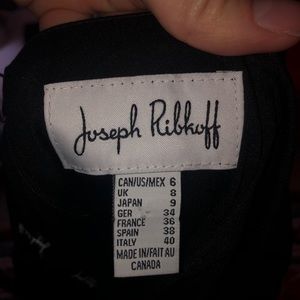 Joseph Ribkoff
CAN/US/MEX 6
UK 8
JAPAN 9
GER 34
FRANCE 36
SPAIN 38
ITALY 40
MADE IN/FAIT AU
CANADA